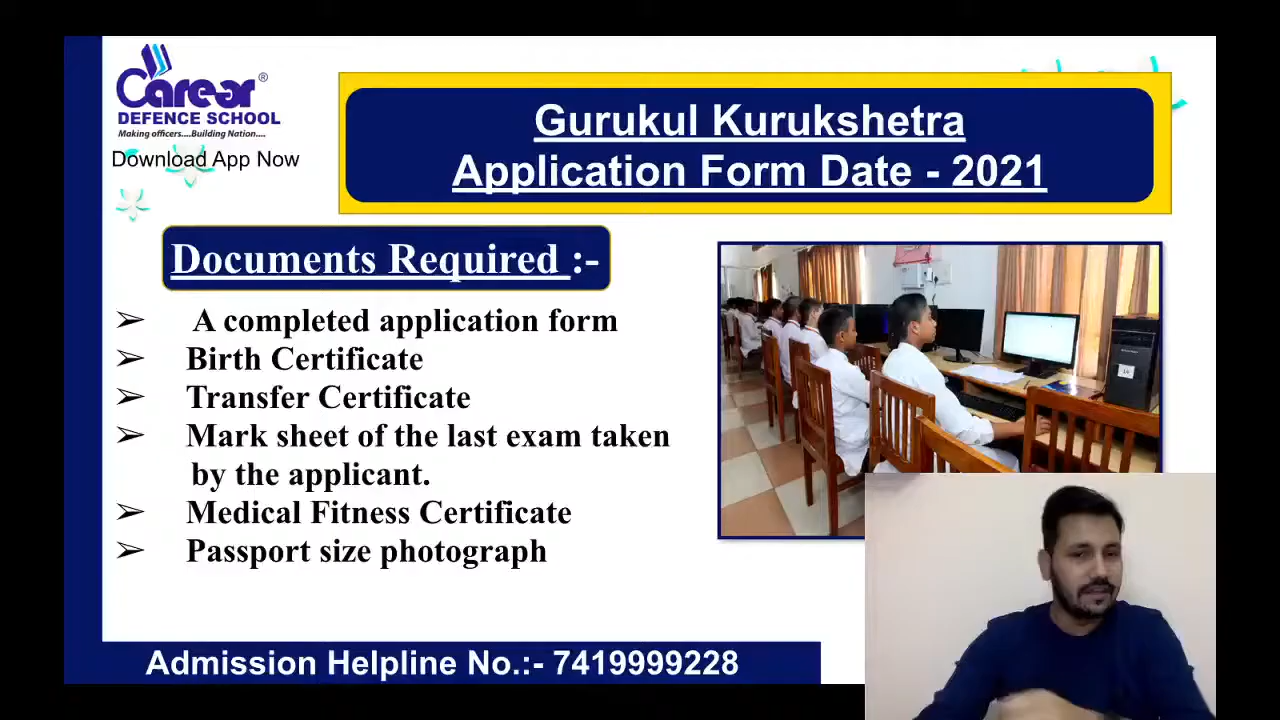 Carear®
DEFENCE SCHOOL
Making officers....Building Nation....
Download App Now
Gurukul Kurukshetra
Application Form Date - 2021
Documents Required :-
➢ A completed application form
➢ Birth Certificate
➢ Transfer Certificate
➢ Mark sheet of the last exam taken
by the applicant.
➢ Medical Fitness Certificate
➢ Passport size photograph
Admission Helpline No.:- 7419999228